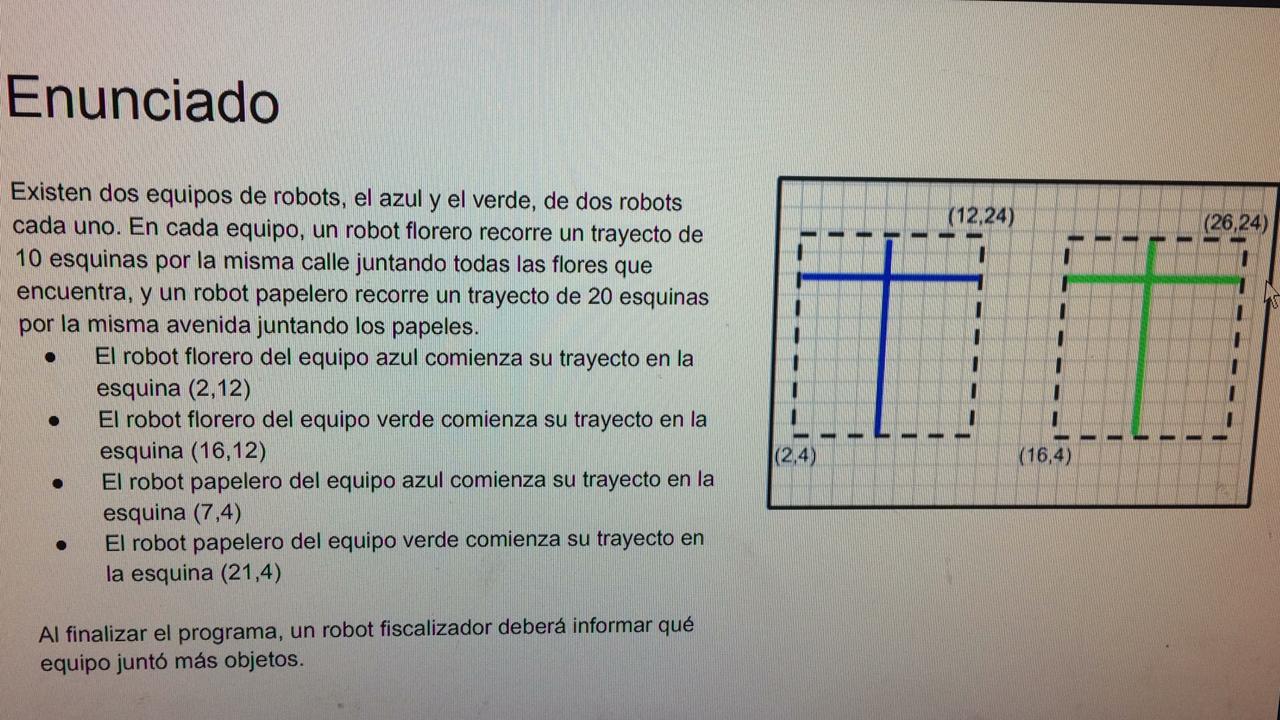 Enunciado
Existen dos equipos de robots, el azul y el verde, de dos robots
cada uno. En cada equipo, un robot florero recorre un trayecto de
10 esquinas por la misma calle juntando todas las flores que
encuentra, y un robot papelero recorre un trayecto de 20 esquinas
por la misma avenida juntando los papeles.
● El robot florero del equipo azul comienza su trayecto en la
esquina (2,12)
● El robot florero del equipo verde comienza su trayecto en la
esquina (16,12)
● El robot papelero del equipo azul comienza su trayecto en la
esquina (7,4)
● El robot papelero del equipo verde comienza su trayecto en
la esquina (21,4)
Al finalizar el programa, un robot fiscalizador deberá informar qué
equipo juntó más objetos.
(12,24)
(26,24)
(2,4)
(16,4)